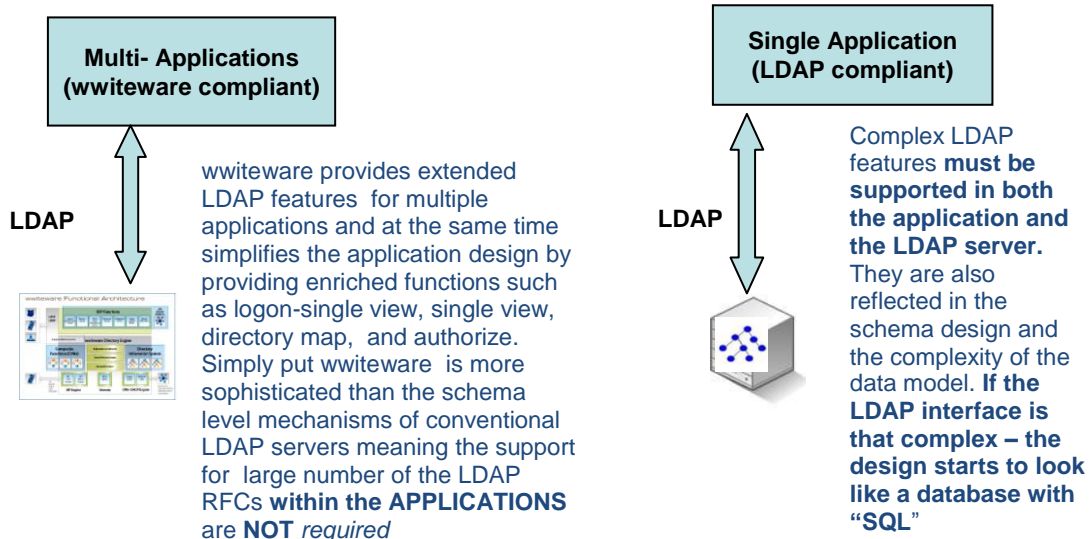 Multi- Applications
(wwiteware compliant)
LDAP
wwiteware provides extended
LDAP features for multiple
applications and at the same time
simplifies the application design by
providing enriched functions such
as logon-single view, single view,
directory map, and authorize.
Simply put wwiteware is more
sophisticated than the schema
level mechanisms of conventional
LDAP servers meaning the support
for large number of the LDAP
RFCs within the APPLICATIONS
are NOT required
wwiteware Functional Architecture
Single Application
(LDAP compliant)
LDAP
Complex LDAP
features must be
supported in both
the application and
the LDAP server.
They are also
reflected in the
schema design and
the complexity of the
data model. If the
LDAP interface is
that complex – the
design starts to look
like a database with
“SQL”